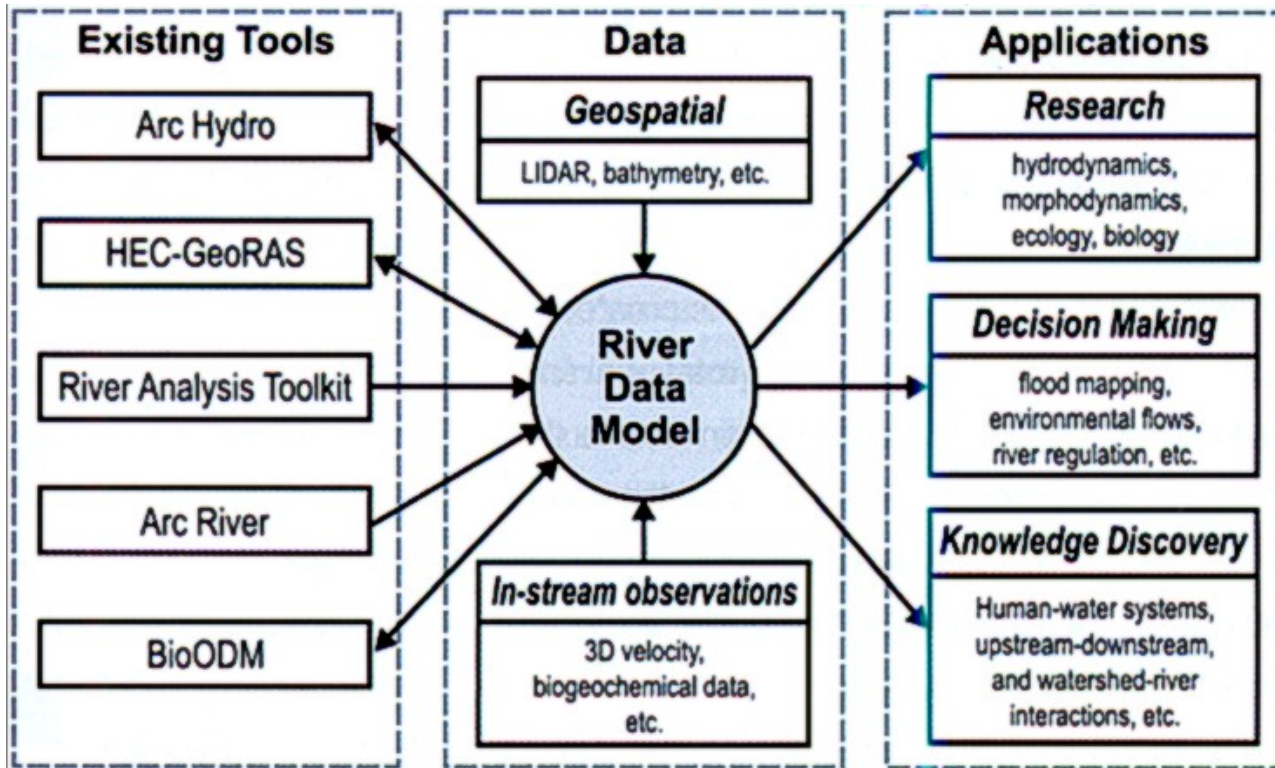 Existing Tools
Arc Hydro
HEC-GeoRAS
River Analysis Toolkit
Arc River
BioODM
Data
Geospatial
LIDAR, bathymetry, etc.
River
Data
Model
In-stream observations
3D velocity,
biogeochemical data,
etc.
Applications
Research
hydrodynamics,
morphodynamics,
ecology, biology
Decision Making
flood mapping,
environmental flows,
river regulation, etc.
Knowledge Discovery
Human-water systems,
upstream-downstream,
and watershed-river
interactions, etc.